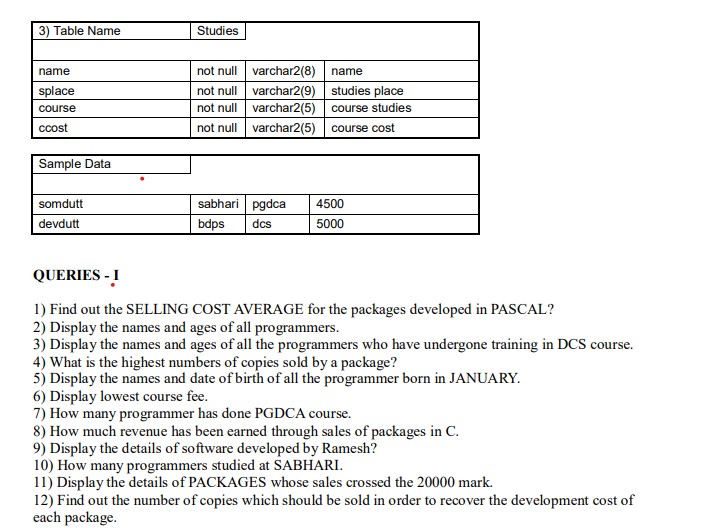 3) Table Name Studies
name not null varchar2(8) name
splace not null varchar2(9) studies place
course not null varchar2(5) course studies
ccost not null varchar2(5) course cost
Sample Data
somdutt sabhari pgdca 4500
devdutt bdps dcs 5000
QUERIES - I
1) Find out the SELLING COST AVERAGE for the packages developed in PASCAL?
2) Display the names and ages of all programmers.
3) Display the names and ages of all the programmers who have undergone training in DCS course.
4) What is the highest numbers of copies sold by a package?
5) Display the names and date of birth of all the programmer born in JANUARY.
6) Display lowest course fee.
7) How many programmer has done PGDCA course.
8) How much revenue has been earned through sales of packages in C.
9) Display the details of software developed by Ramesh?
10) How many programmers studied at SABHARI.
11) Display the details of PACKAGES whose sales crossed the 20000 mark.
12) Find out the number of copies which should be sold in order to recover the development cost of
each package.